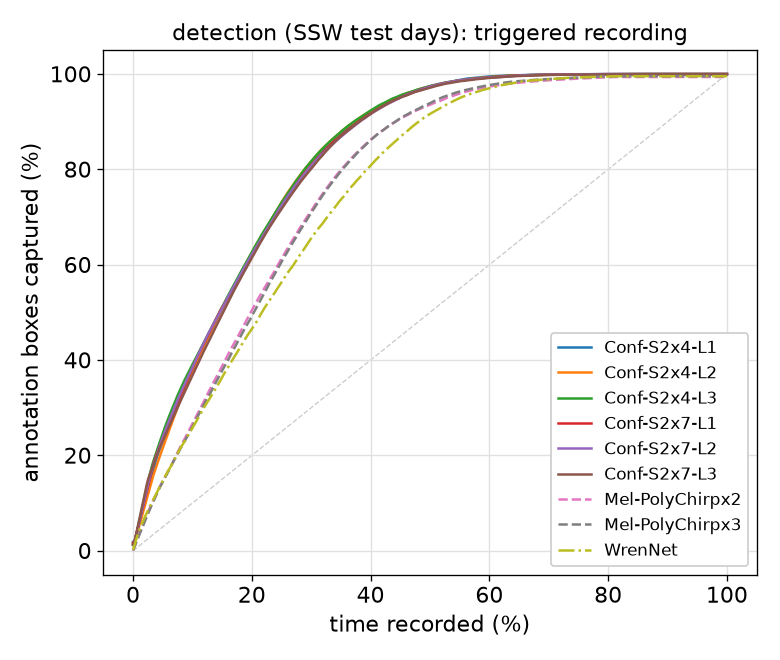 detection (SSW test days): triggered recording
annotation boxes captured (%)
100
80
60
40
20
0
0 20 40 60 80 100
time recorded (%)
Conf-S2x4-L1
Conf-S2x4-L2
Conf-S2x4-L3
Conf-S2x7-L1
Conf-S2x7-L2
Conf-S2x7-L3
Mel-PolyChirpx2
Mel-PolyChirpx3
WrenNet